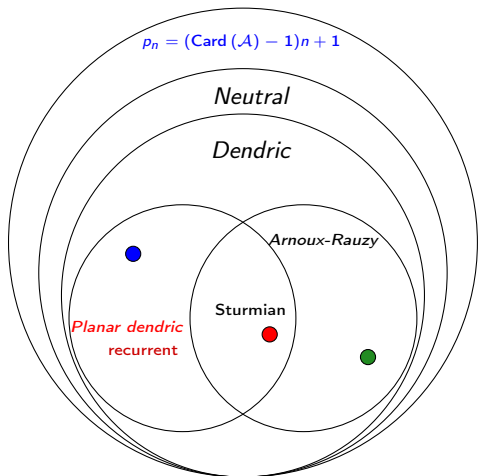 pₙ = (Card (𝒜) − 1)n + 1
Neutral
Dendric
Arnoux-Rauzy
Sturmian
Planar dendric
recurrent